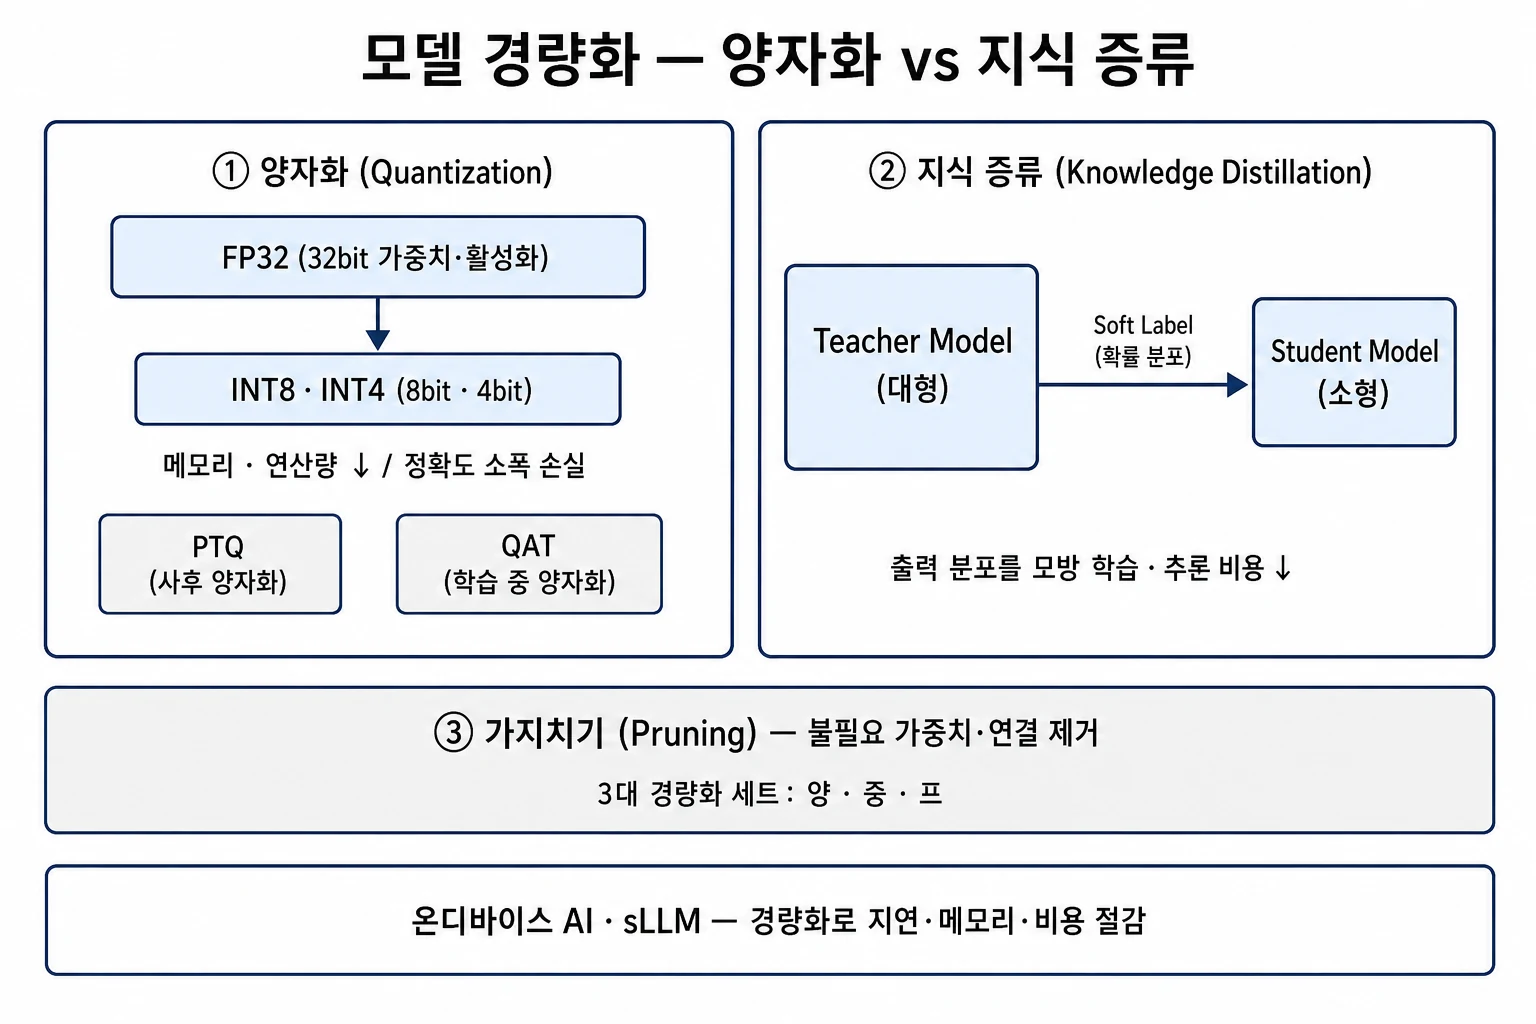 모델 경량화 — 양자화 vs 지식 증류
① 양자화 (Quantization)
FP32 (32bit 가중치·활성화)
INT8 · INT4 (8bit · 4bit)
메모리 · 연산량 ↓ / 정확도 소폭 손실
PTQ
(사후 양자화)
QAT
(학습 중 양자화)
② 지식 증류 (Knowledge Distillation)
Teacher Model
(대형)
Soft Label
(확률 분포)
Student Model
(소형)
출력 분포를 모방 학습 · 추론 비용 ↓
③ 가지치기 (Pruning) — 불필요 가중치·연결 제거
3대 경량화 세트 : 양 · 중 · 프
온디바이스 AI · sLLM — 경량화로 지연·메모리·비용 절감